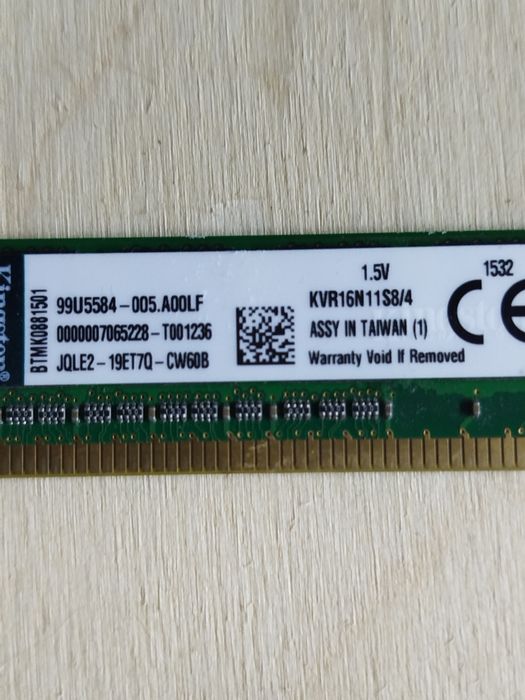 Kingston®
BTMK0881501
99U5584-005.A00LF
0000007065228-T001236
JQLE2-19ET7Q-CW60B
1.5V
1532
KVR16N11S8/4
ASSY IN TAIWAN (1)
Warranty Void If Removed
CE